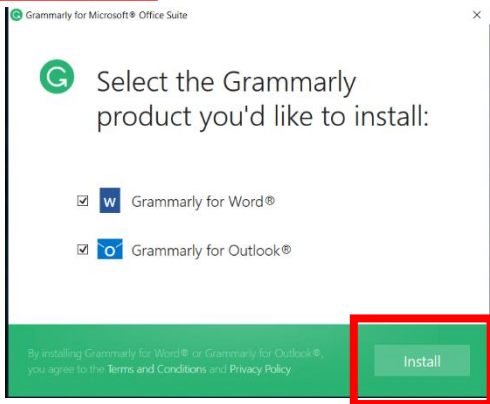 Grammarly for Microsoft® Office Suite
Select the Grammarly
product you'd like to install:
Grammarly for Word®
Grammarly for Outlook®
By installing Grammarly for Word® or Grammarly for Outlook®,
you agree to the Terms and Conditions and Privacy Policy
Install